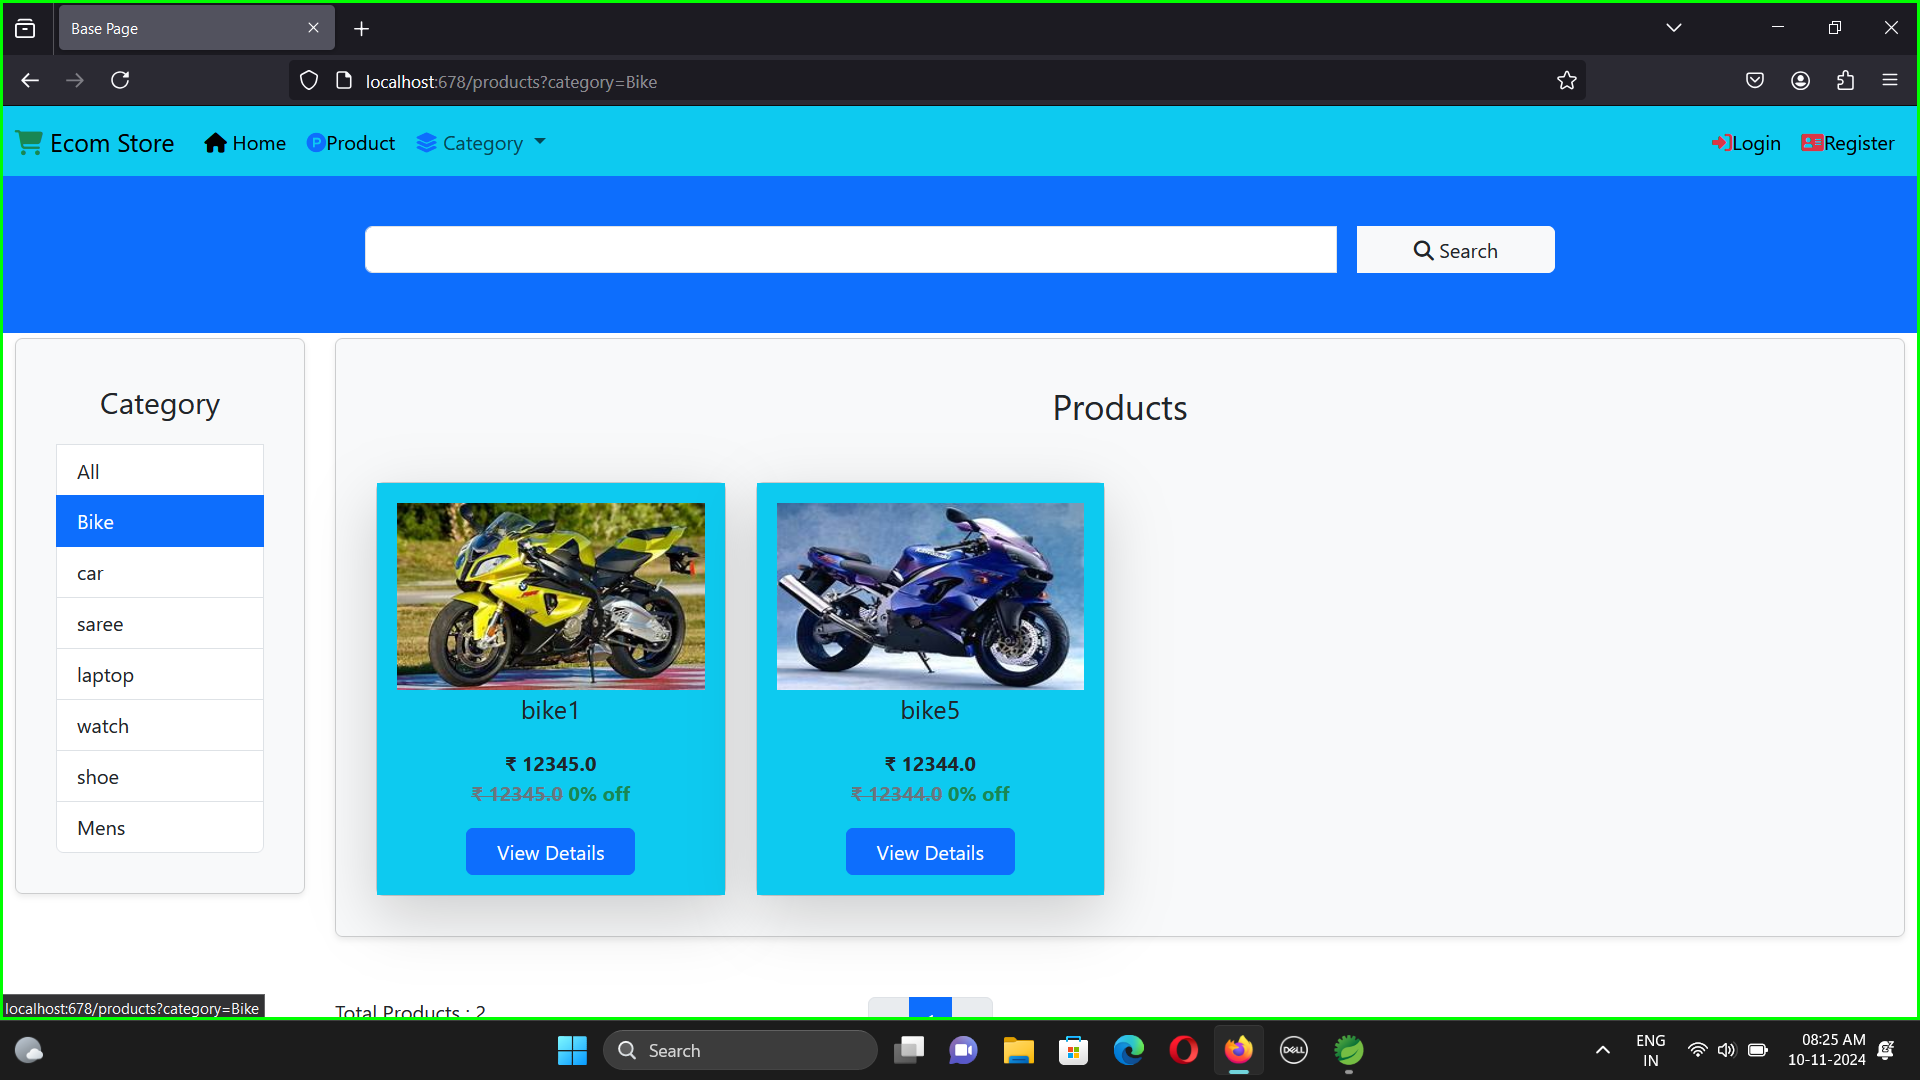 Base Page
localhost:678/products?category=Bike
Ecom Store Home Product Category Login Register
Search
Category
All
Bike
car
saree
laptop
watch
shoe
Mens
Products
bike1
₹ 12345.0
₹ 12345.0 0% off
View Details
bike5
₹ 12344.0
₹ 12344.0 0% off
View Details
Total Products : 2
localhost:678/products?category=Bike
Search
ENG
IN
08:25 AM
10-11-2024